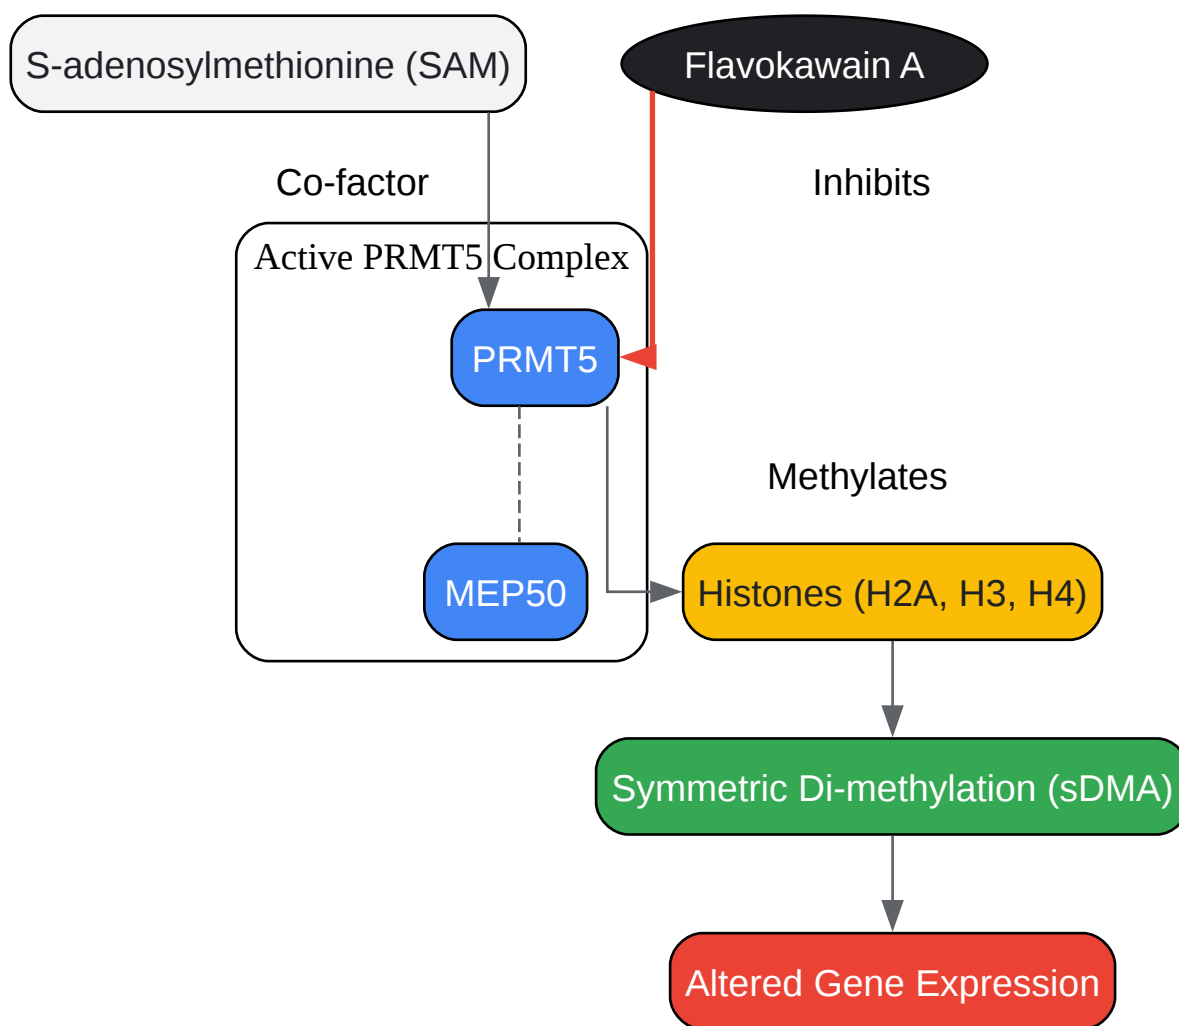 S-adenosylmethionine (SAM)
Flavokawain A
Co-factor
Inhibits
Active PRMT5 Complex
PRMT5
Methylates
MEP50
Histones (H2A, H3, H4)
Symmetric Di-methylation (sDMA)
Altered Gene Expression